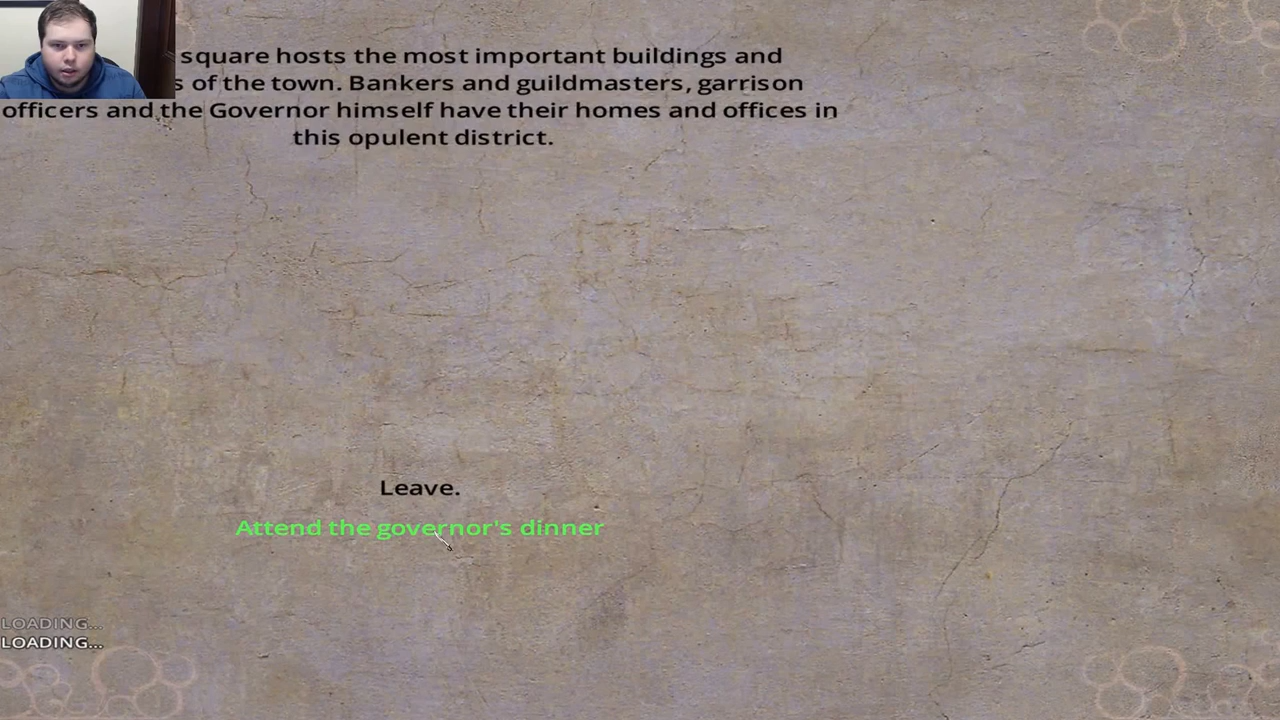 square hosts the most important buildings and
s of the town. Bankers and guildmasters, garrison
officers and the Governor himself have their homes and offices in
this opulent district.
Leave.
Attend the governor's dinner
LOADING...
LOADING...